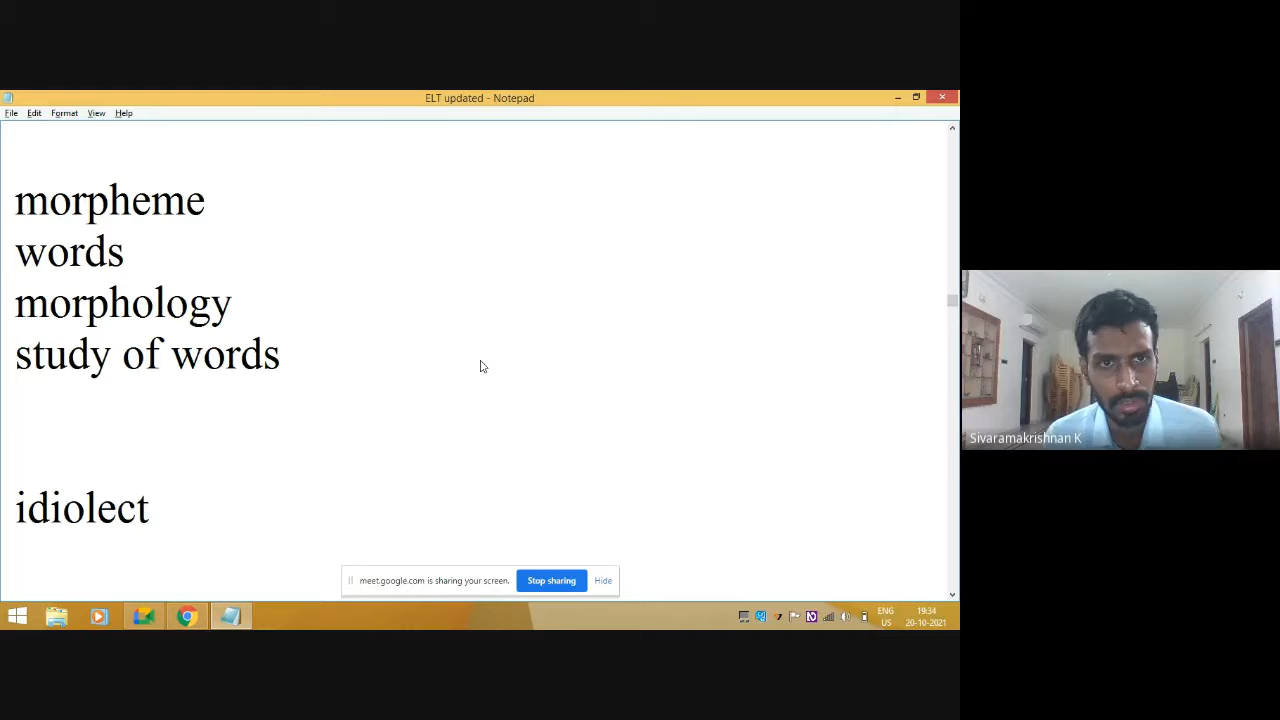 ELT updated - Notepad
File Edit Format View Help
morpheme
words
morphology
study of words
idiolect
meet.google.com is sharing your screen. Stop sharing Hide
Sivaramakrishnan K
ENG 19:34
US 20-10-2021